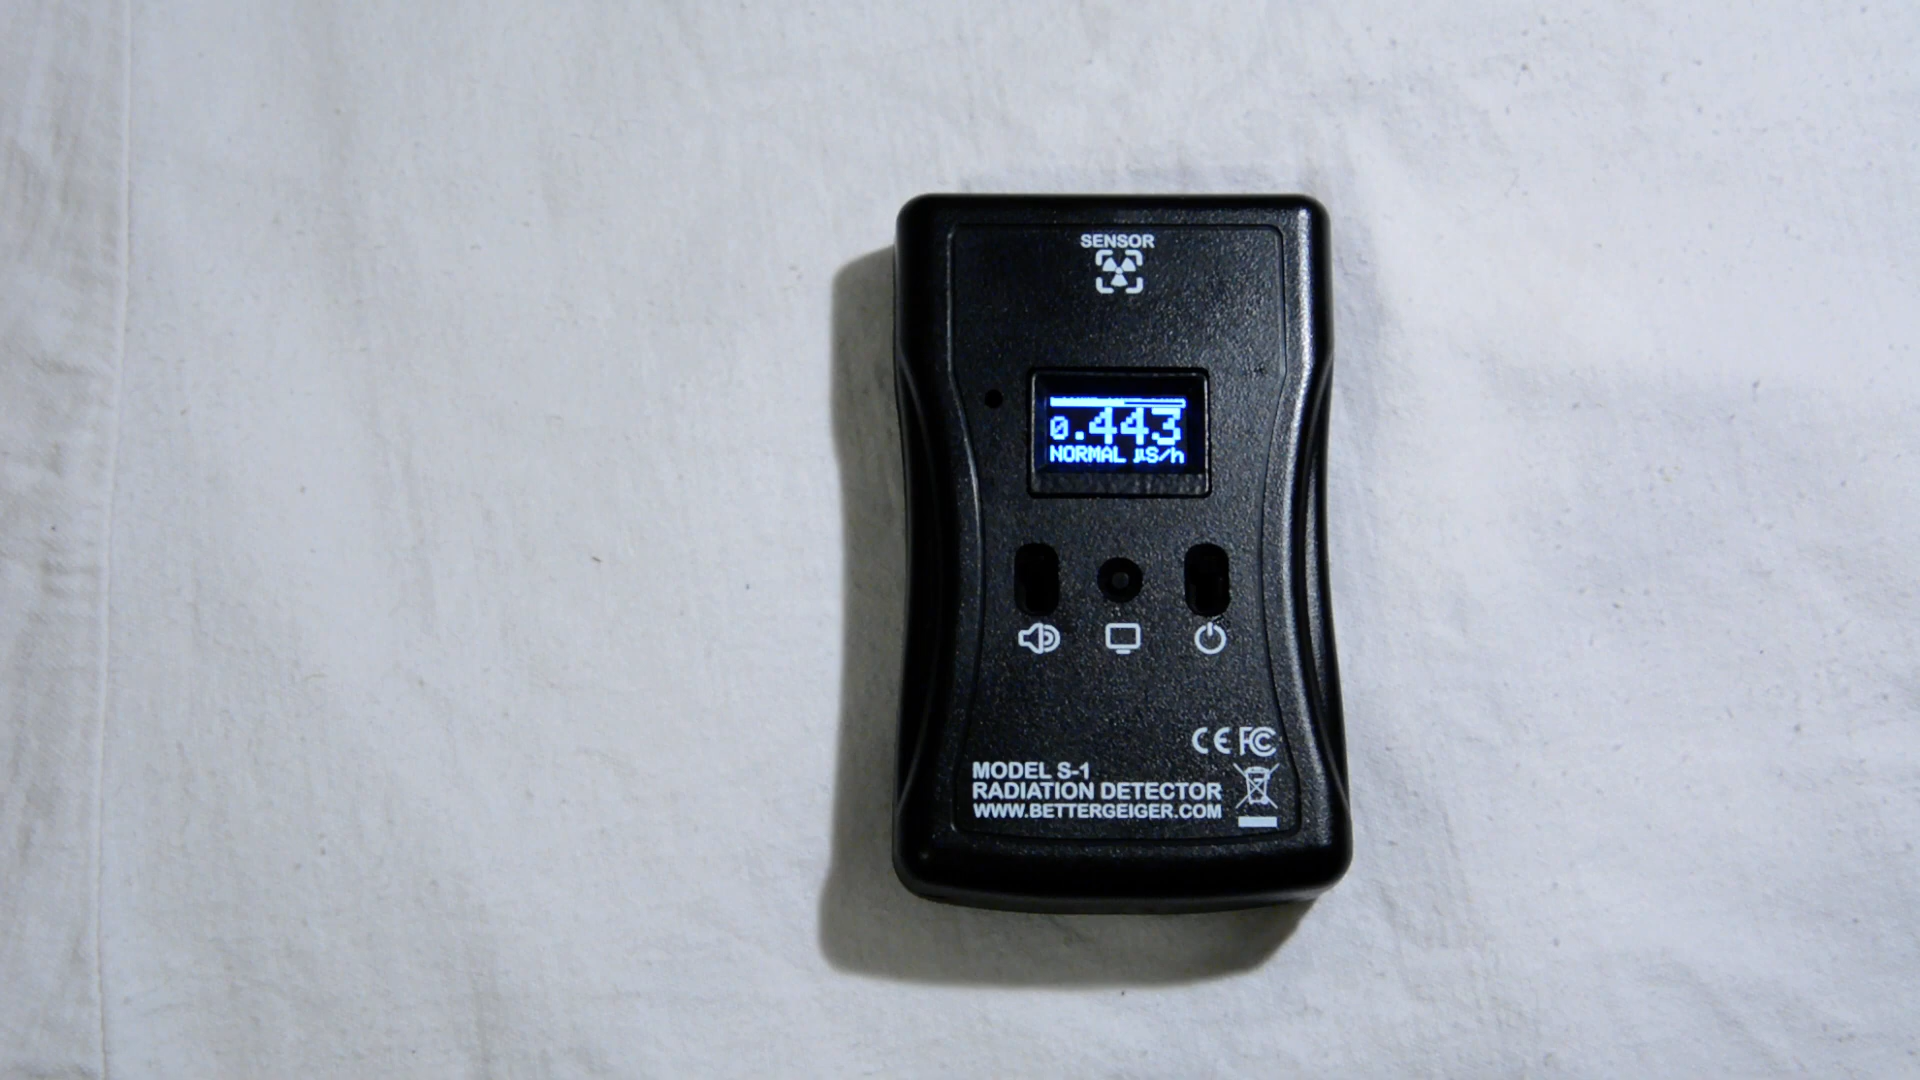 SENSOR
0.443
NORMAL µS/h
CE FC
MODEL S-1
RADIATION DETECTOR
WWW.BETTERGEIGER.COM